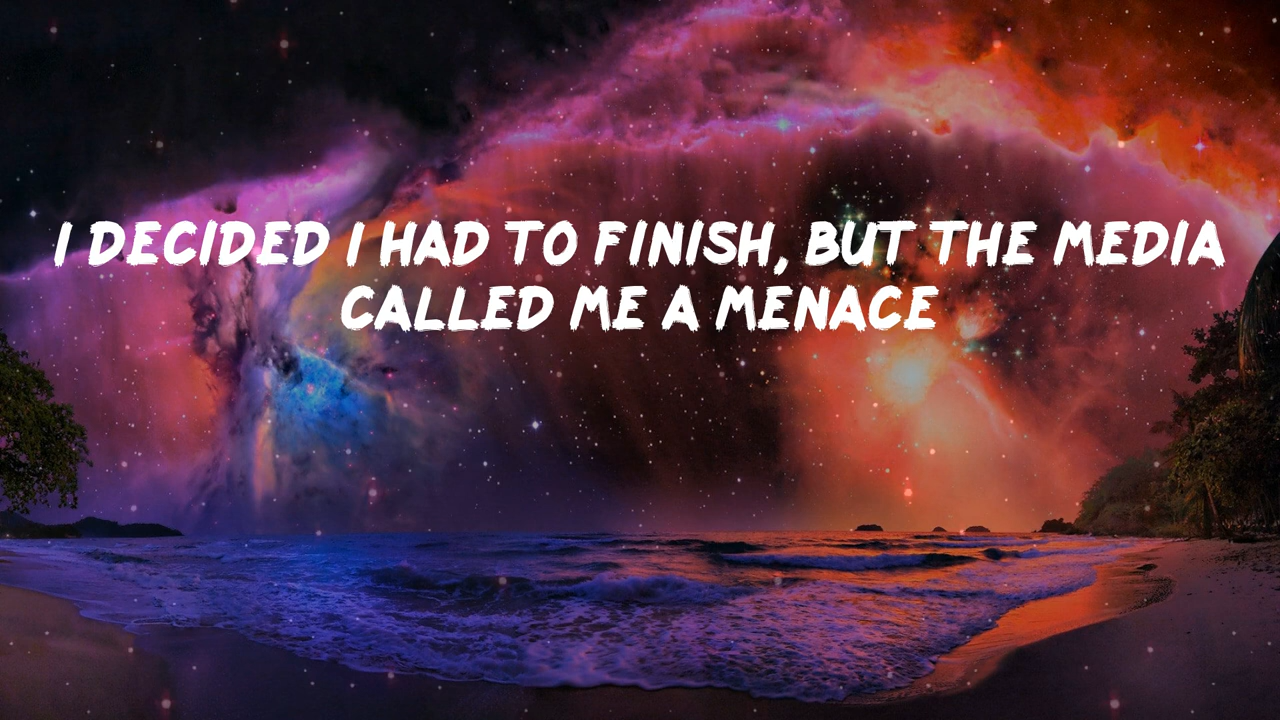 I DECIDED I HAD TO FINISH, BUT THE MEDIA
CALLED ME A MENACE